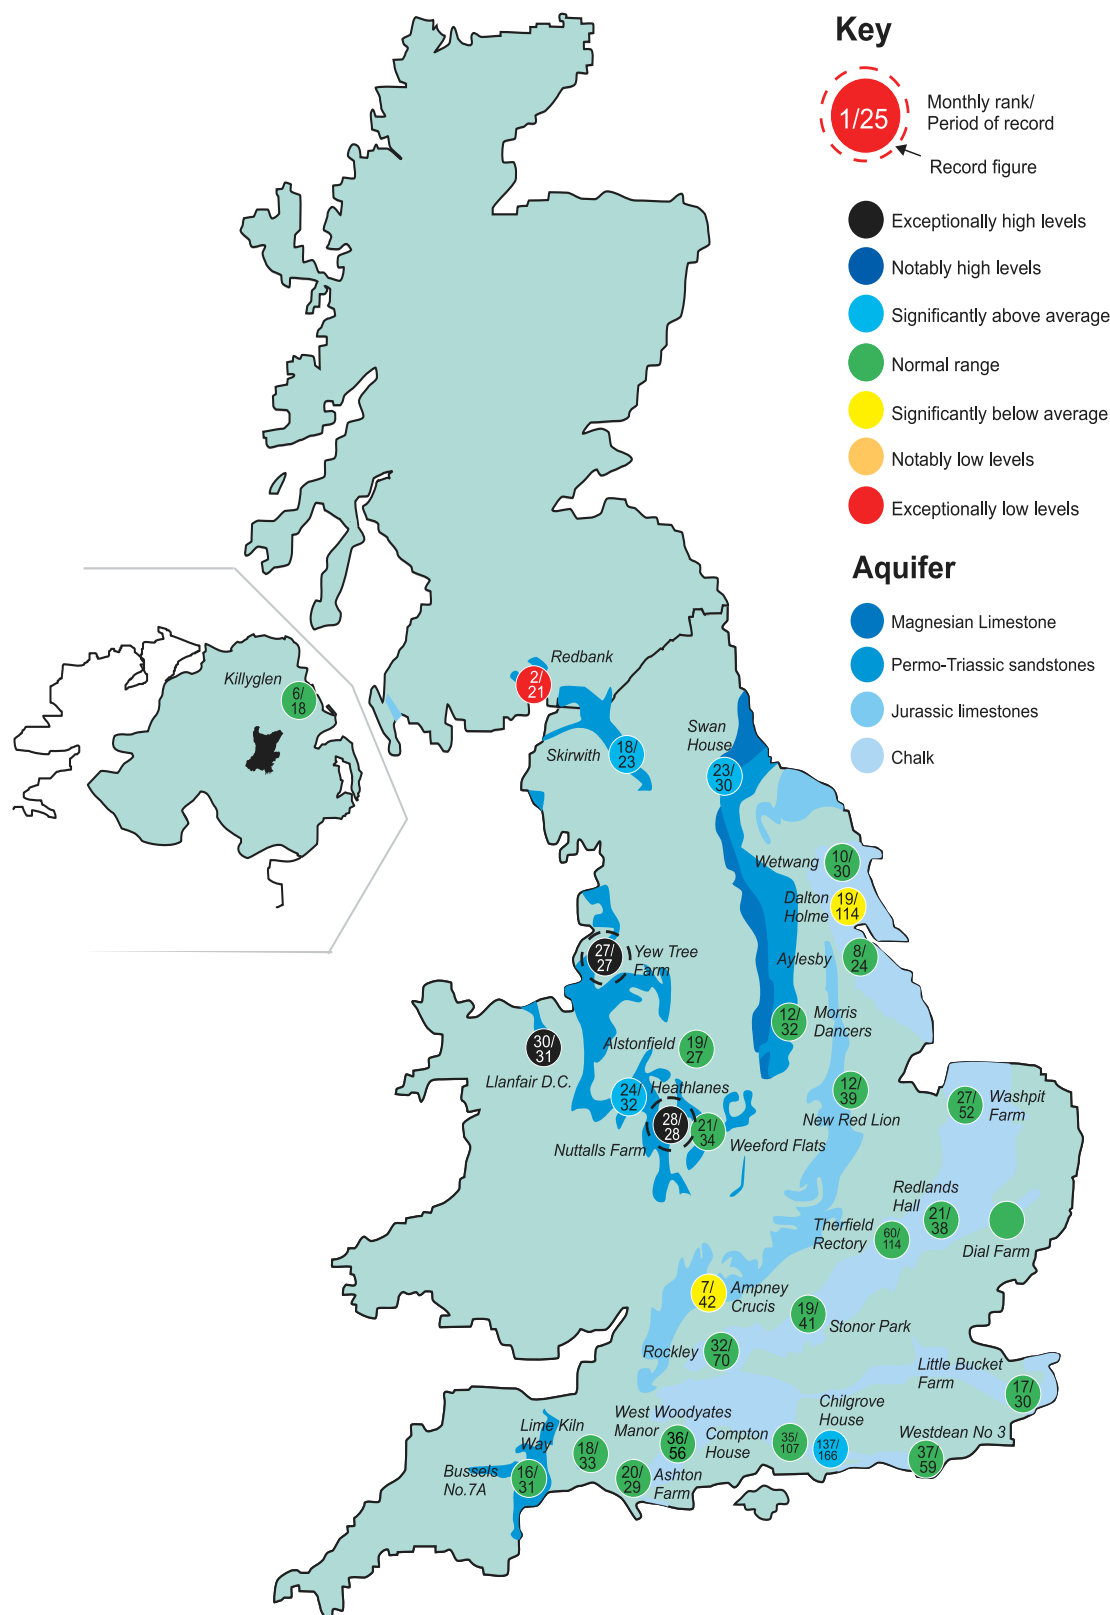 Key
1/25
Monthly rank/
Period of record
Record figure
Exceptionally high levels
Notably high levels
Significantly above average
Normal range
Significantly below average
Notably low levels
Exceptionally low levels
Aquifer
Magnesian Limestone
Permo-Triassic sandstones
Jurassic limestones
Chalk
Redbank
2/
21
Killyglen
6/
18
Skirwith
18/
23
Swan
House
23/
30
Wetwang
10/
30
Dalton
Holme
19/
114
Aylesby
8/
24
Yew Tree
Farm
27/
27
Morris
Dancers
12/
32
Llanfair D.C.
30/
31
Alstonfield
19/
27
Heathlanes
24/
32
Nuttalls Farm
28/
28
Weeford Flats
21/
34
New Red Lion
12/
39
Washpit
Farm
27/
52
Redlands
Hall
21/
38
Therfield
Rectory
60/
114
Dial Farm
Ampney
Crucis
7/
42
Stonor Park
19/
41
Rockley
32/
70
Little Bucket
Farm
17/
30
Chilgrove
House
137/
166
West Woodyates
Manor
36/
56
Compton
House
35/
107
Westdean No 3
37/
59
Lime Kiln
Way
18/
33
Bussels
No.7A
16/
31
Ashton
Farm
20/
29